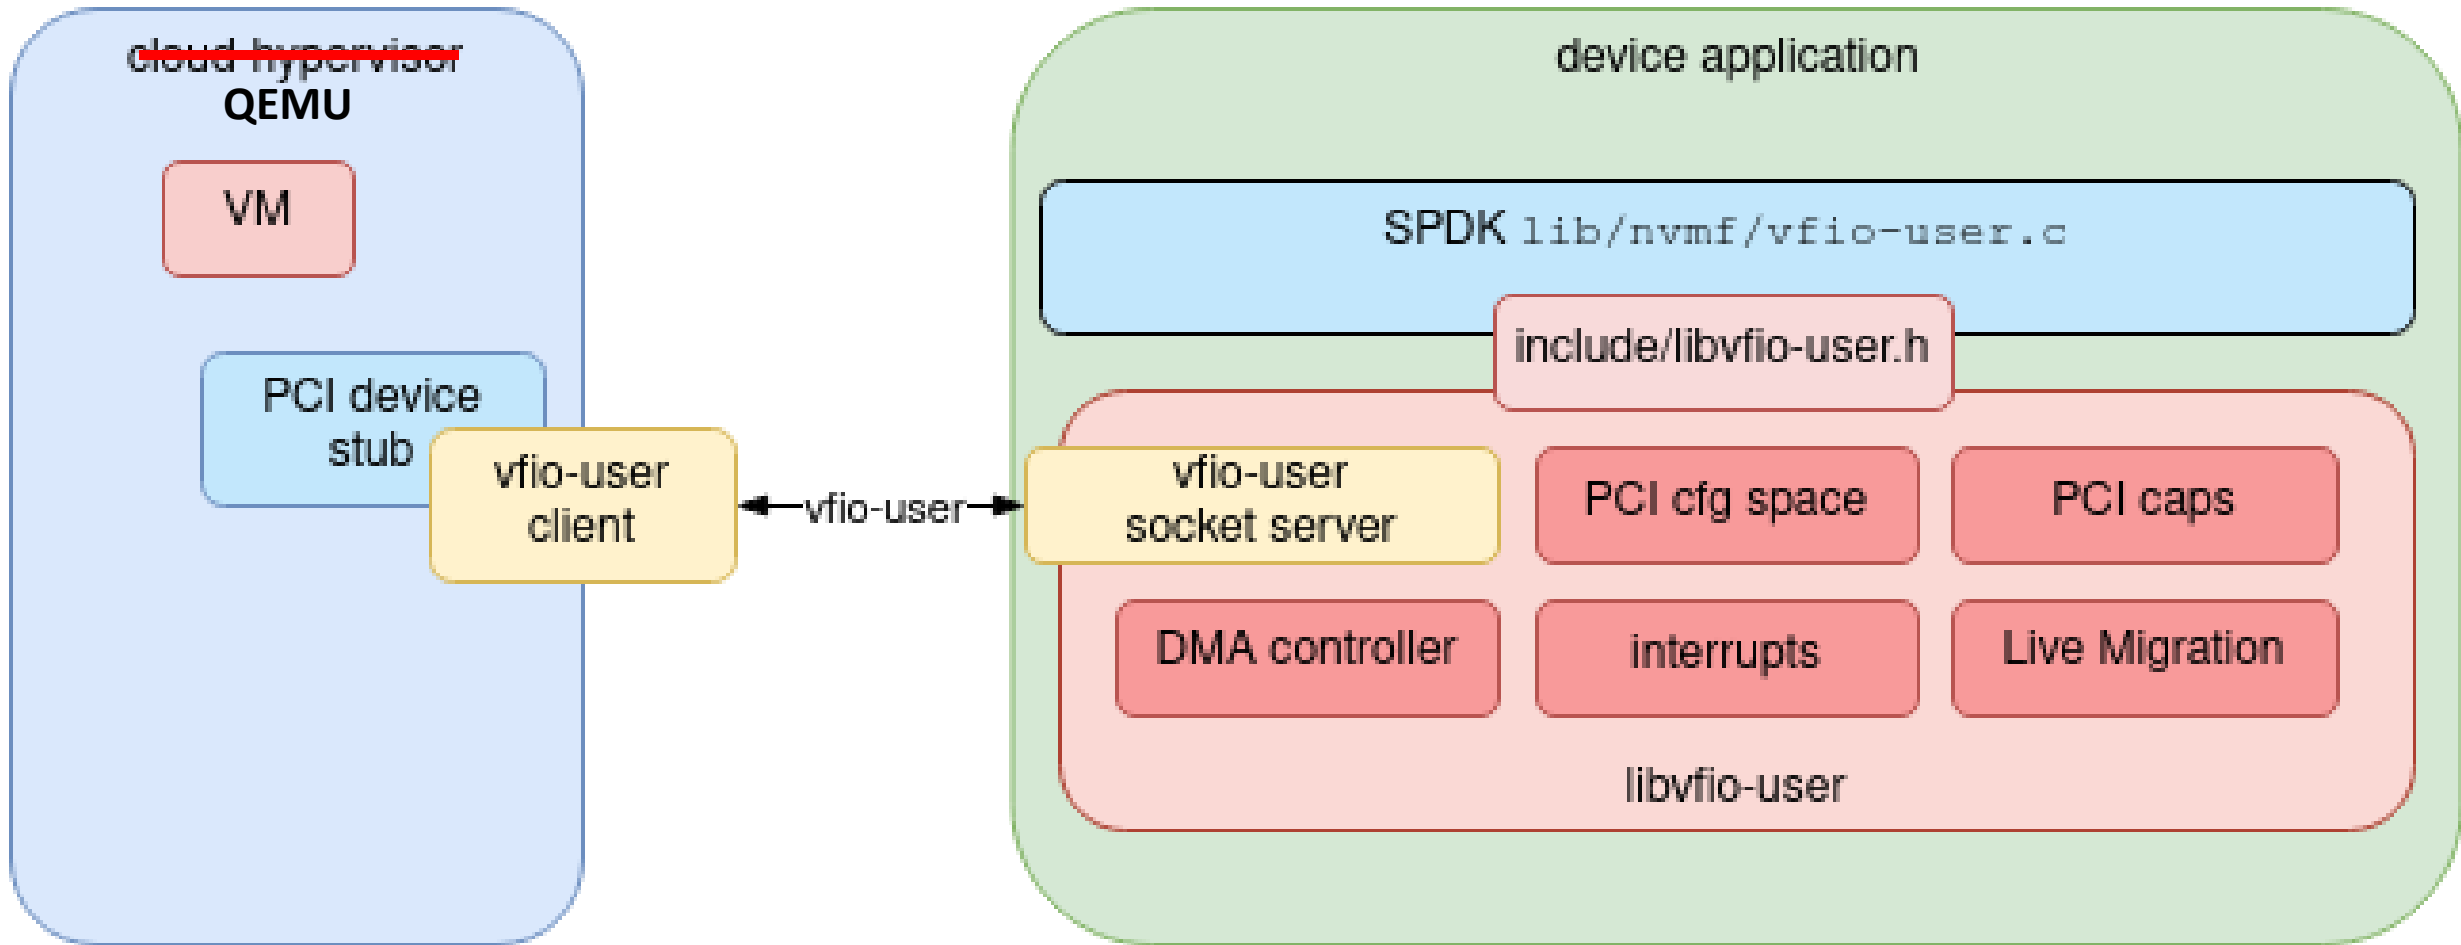 cloud-hypervisor
QEMU
VM
PCI device
stub
vfio-user
client
vfio-user
device application
SPDK lib/nvmf/vfio-user.c
include/libvfio-user.h
vfio-user
socket server
PCI cfg space
PCI caps
DMA controller
interrupts
Live Migration
libvfio-user